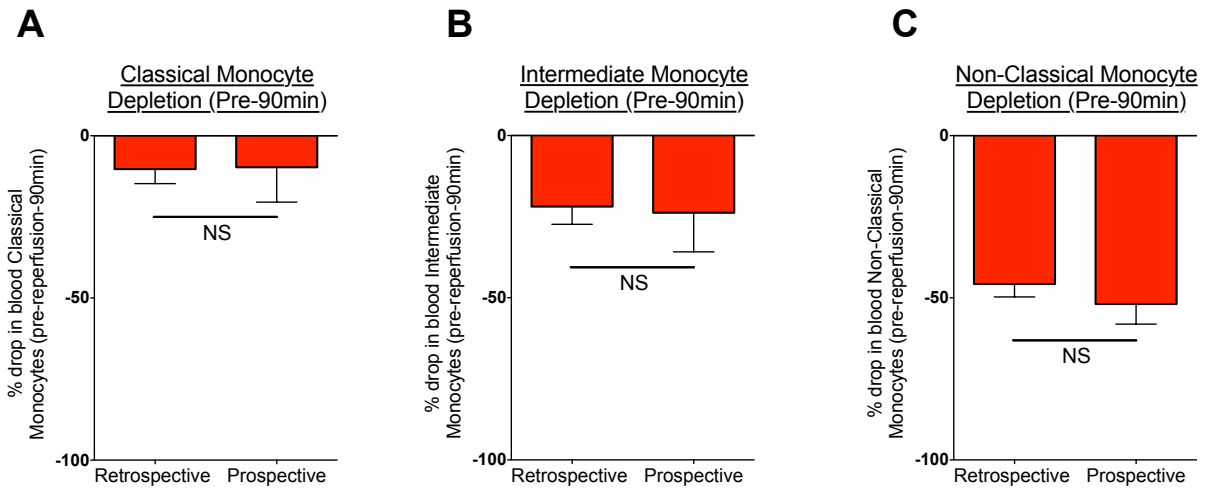 A
Classical Monocyte
Depletion (Pre-90min)
% drop in blood Classical
Monocytes (pre-reperfusion-90min)
0
-50
-100
NS
Retrospective Prospective
B
Intermediate Monocyte
Depletion (Pre-90min)
% drop in blood Intermediate
Monocytes (pre-reperfusion-90min)
0
-50
-100
NS
Retrospective Prospective
C
Non-Classical Monocyte
Depletion (Pre-90min)
% drop in blood Non-Classical
Monocytes (pre-reperfusion-90min)
0
-50
-100
NS
Retrospective Prospective